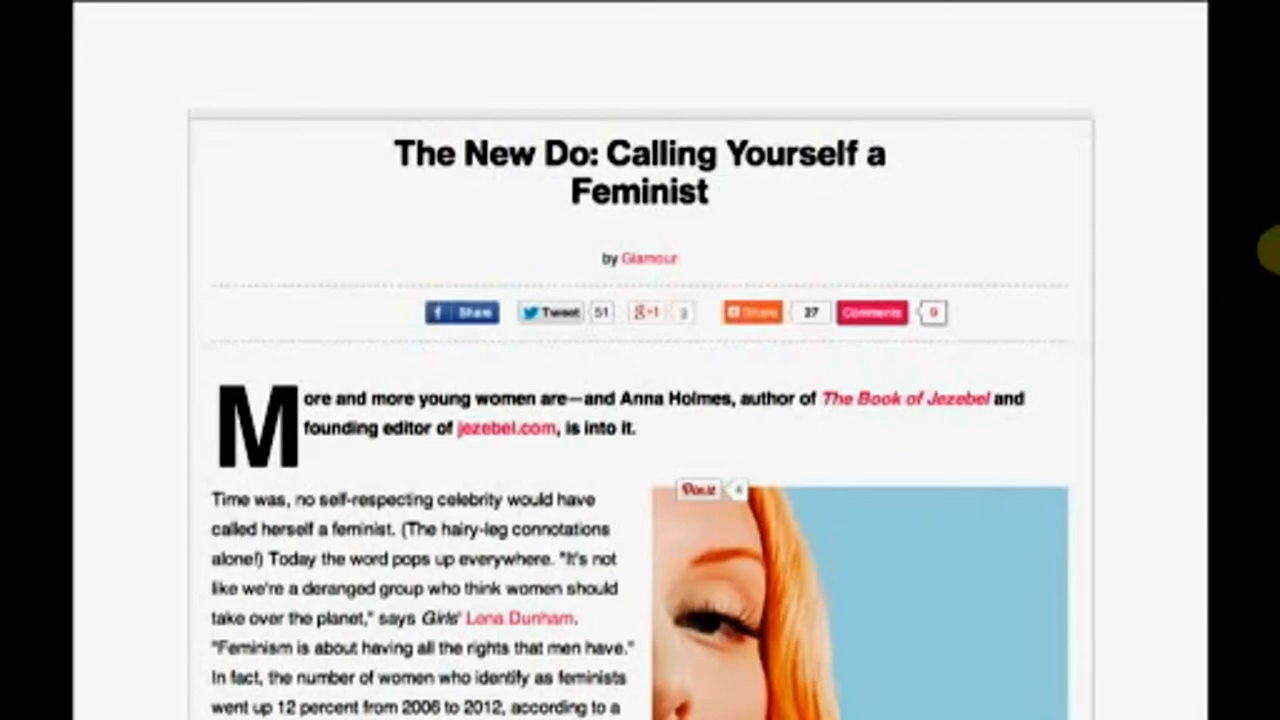 The New Do: Calling Yourself a
Feminist
by Glamour
Share Tweet 51 +1 3 Share 27 Comments 9
More and more young women are—and Anna Holmes, author of The Book of Jezebel and
founding editor of jezebel.com, is into it.
Pin it 4
Time was, no self-respecting celebrity would have
called herself a feminist. (The hairy-leg connotations
alone!) Today the word pops up everywhere. "It's not
like we're a deranged group who think women should
take over the planet," says Girls' Lena Dunham.
"Feminism is about having all the rights that men have."
In fact, the number of women who identify as feminists
went up 12 percent from 2006 to 2012, according to a